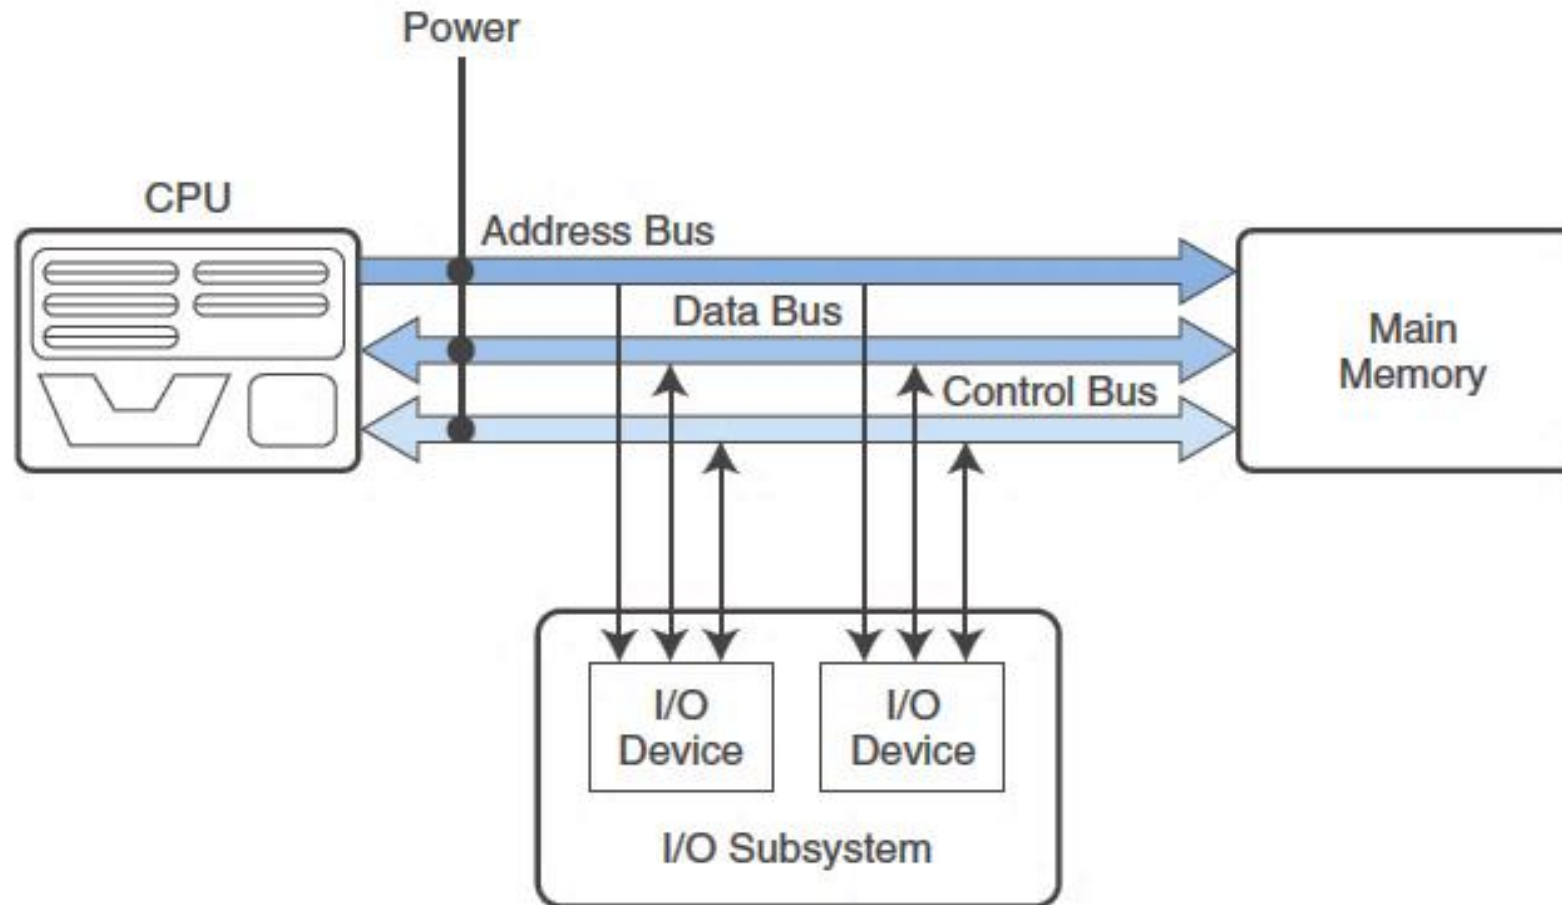 Power
CPU
Address Bus
Data Bus
Main
Memory
Control Bus
I/O
Device
I/O
Device
I/O Subsystem